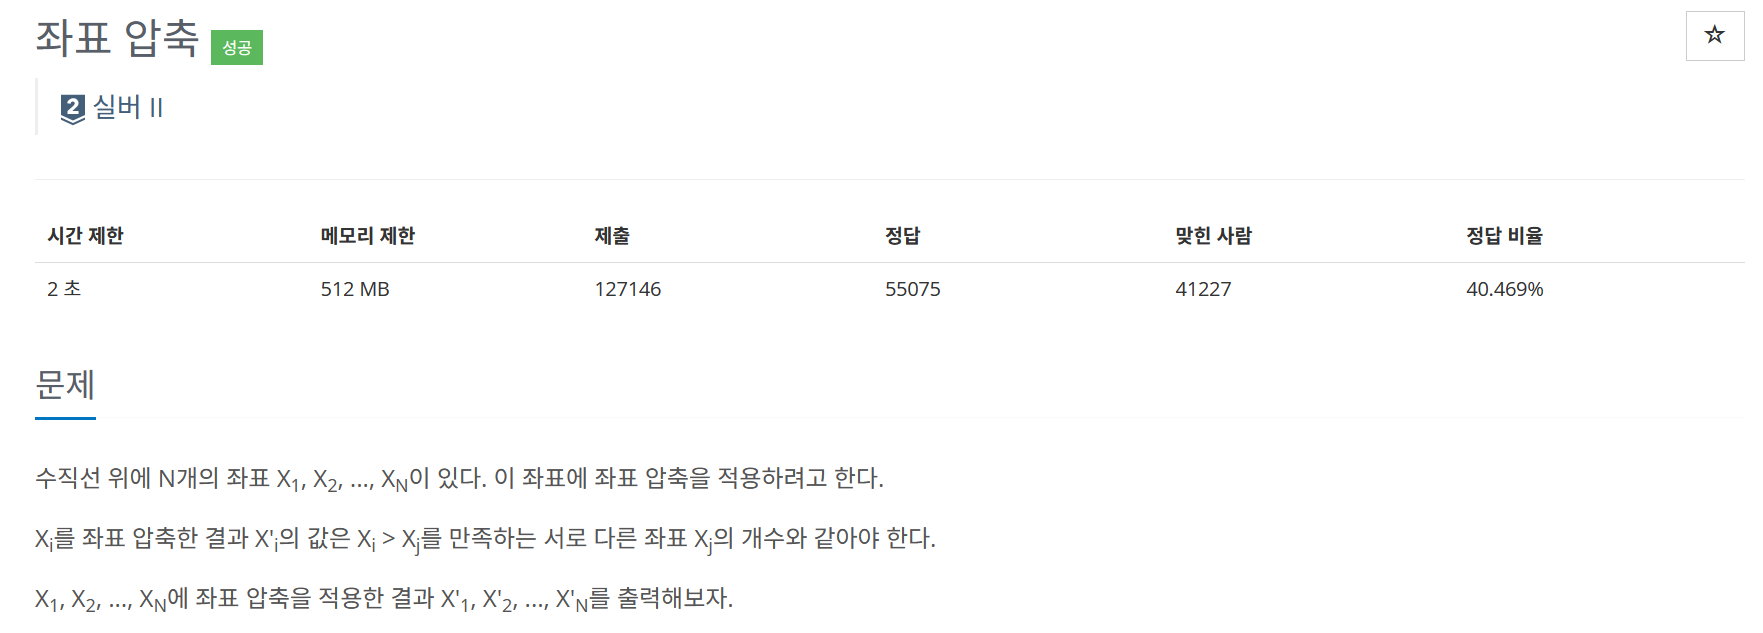 좌표 압축 성공
2 실버 II
시간 제한 메모리 제한 제출 정답 맞힌 사람 정답 비율
2 초 512 MB 127146 55075 41227 40.469%
문제
수직선 위에 N개의 좌표 X1, X2, ..., XN이 있다. 이 좌표에 좌표 압축을 적용하려고 한다.
Xi를 좌표 압축한 결과 X'i의 값은 Xi > Xj를 만족하는 서로 다른 좌표 Xj의 개수와 같아야 한다.
X1, X2, ..., XN에 좌표 압축을 적용한 결과 X'1, X'2, ..., X'N를 출력해보자.